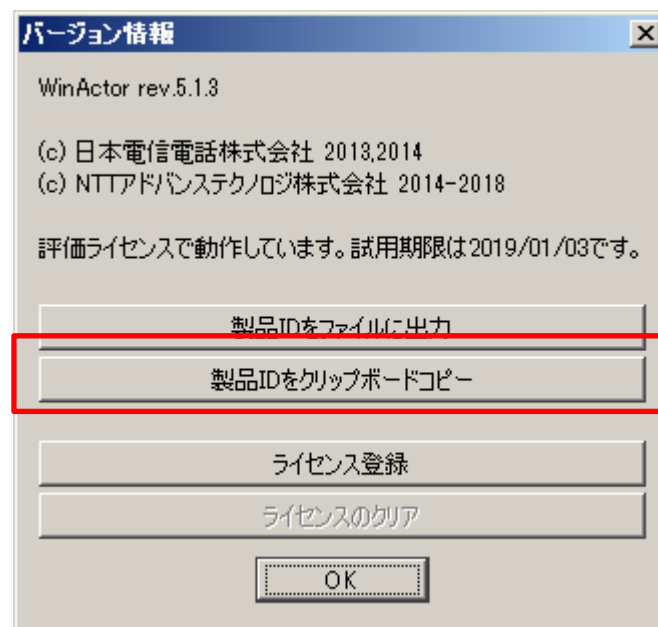 バージョン情報
WinActor rev.5.1.3
(c) 日本電信電話株式会社 2013,2014
(c) NTTアドバンステクノロジ株式会社 2014-2018
評価ライセンスで動作しています。試用期限は2019/01/03です。
製品IDをファイルに出力
製品IDをクリップボードコピー
ライセンス登録
ライセンスのクリア
OK